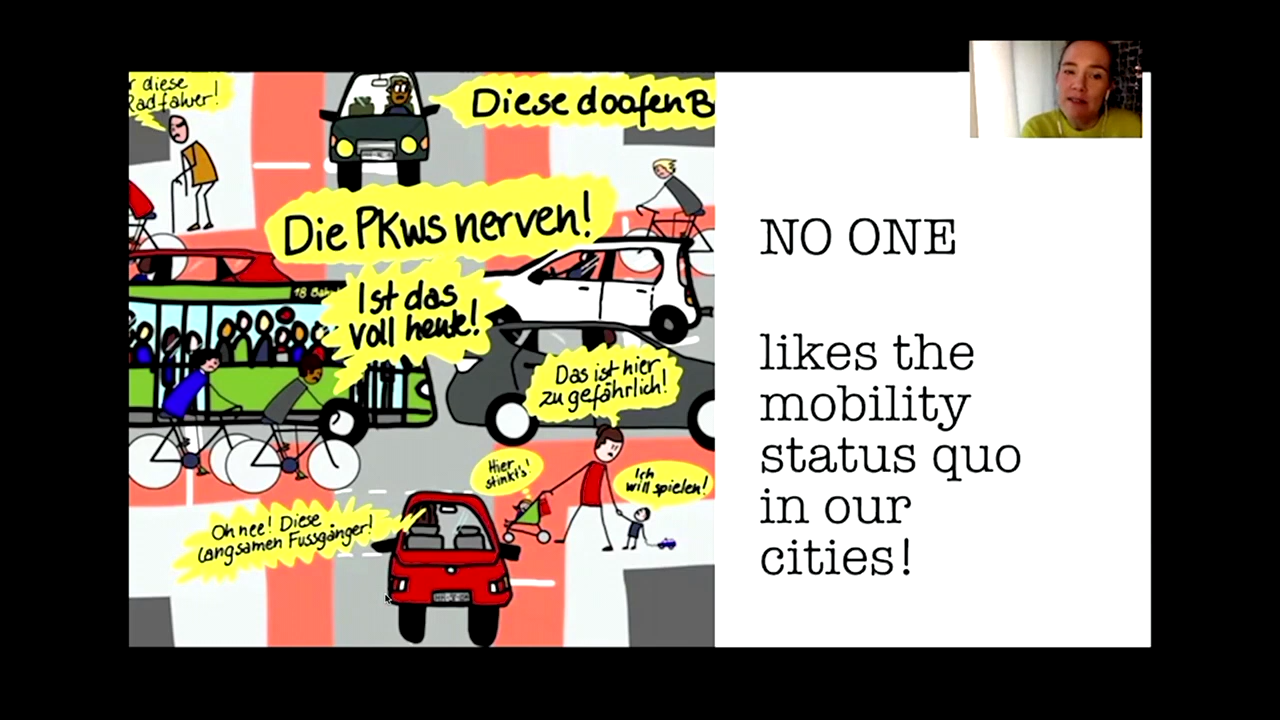 diese
Radfahrer!
Diese doofen B
Die PKWs nerven!
18 Bah
Ist das
voll heute!
Das ist hier
zu gefährlich!
Hier
stinkt's!
Ich
will spielen!
Oh nee! Diese
langsamen Fussgänger!
NO ONE
likes the
mobility
status quo
in our
cities!